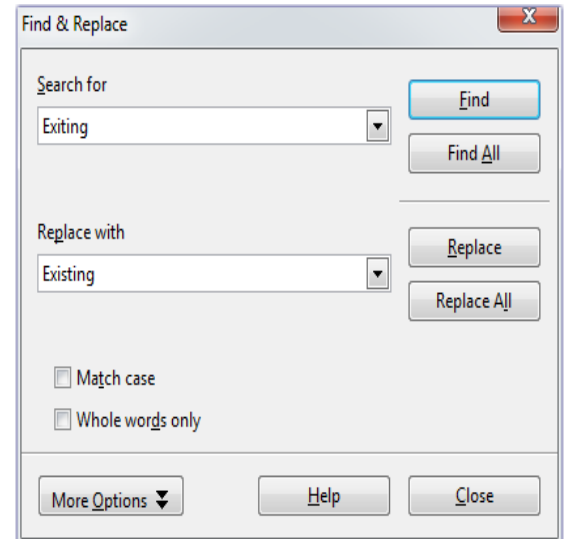 Find & Replace
X
Search for
Exiting
Find
Find All
Replace with
Existing
Replace
Replace All
Match case
Whole words only
More Options
Help
Close